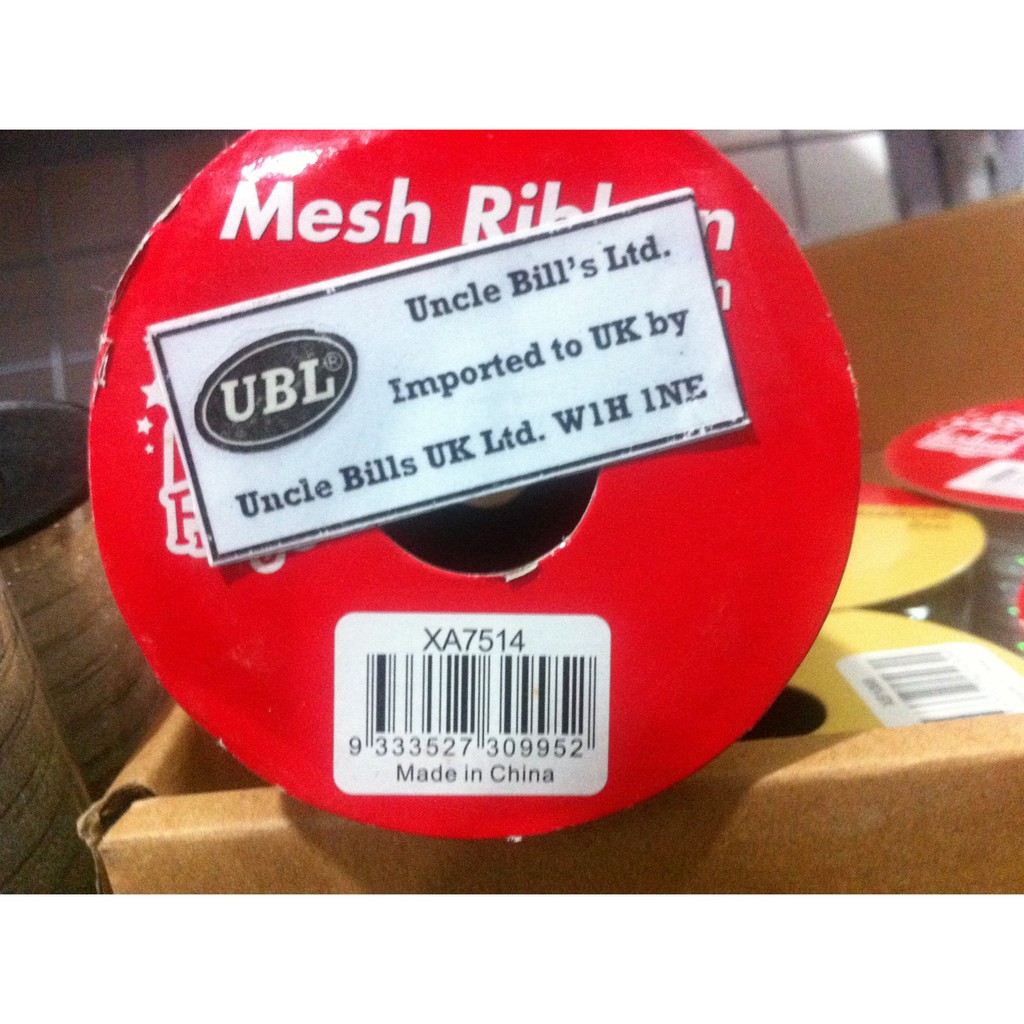 Mesh Ribbon
Uncle Bill's Ltd.
UBL®
Imported to UK by
Uncle Bills UK Ltd. W1H 1NE
XA7514
9 333527 309952
Made in China